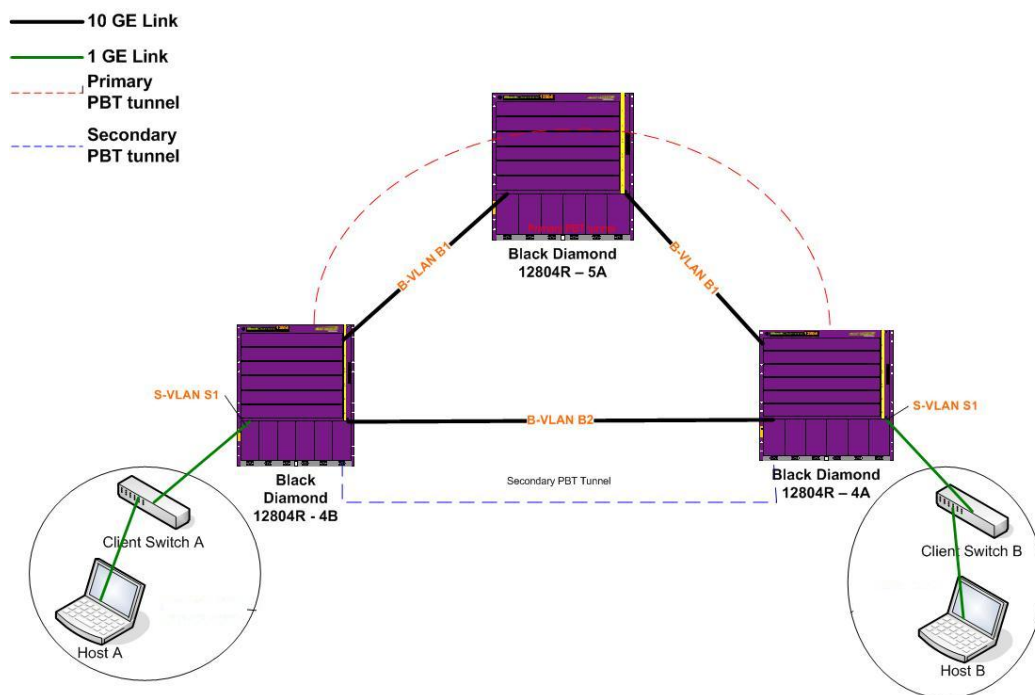 10 GE Link
1 GE Link
Primary
PBT tunnel
Secondary
PBT tunnel
Black Diamond
12804R – 5A
B-VLAN B1
B-VLAN B1
S-VLAN S1
B-VLAN B2
S-VLAN S1
Black
Diamond
12804R - 4B
Secondary PBT Tunnel
Black Diamond
12804R – 4A
Client Switch A
Host A
Client Switch B
Host B